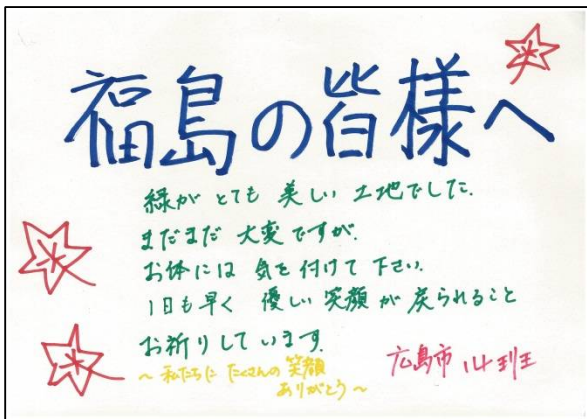 福島の皆様へ
緑がとても美しい土地でした.
まだまだ大変ですが.
お体には気を付けて下さい.
1日も早く 優しい笑顔が戻られること
お祈りしています.
~私たちにたくさんの笑顔
ありがとう~
広島市 14班